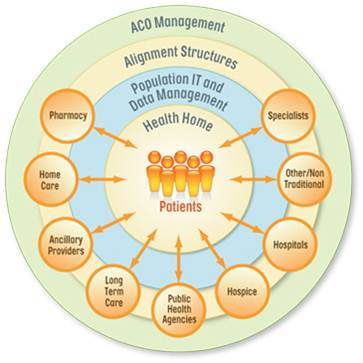 ACO Management
Alignment Structures
Population IT and
Data Management
Health Home
Pharmacy
Specialists
Home
Care
Other/Non
Traditional
Patients
Ancillary
Providers
Hospitals
Long
Term
Care
Public
Health
Agencies
Hospice